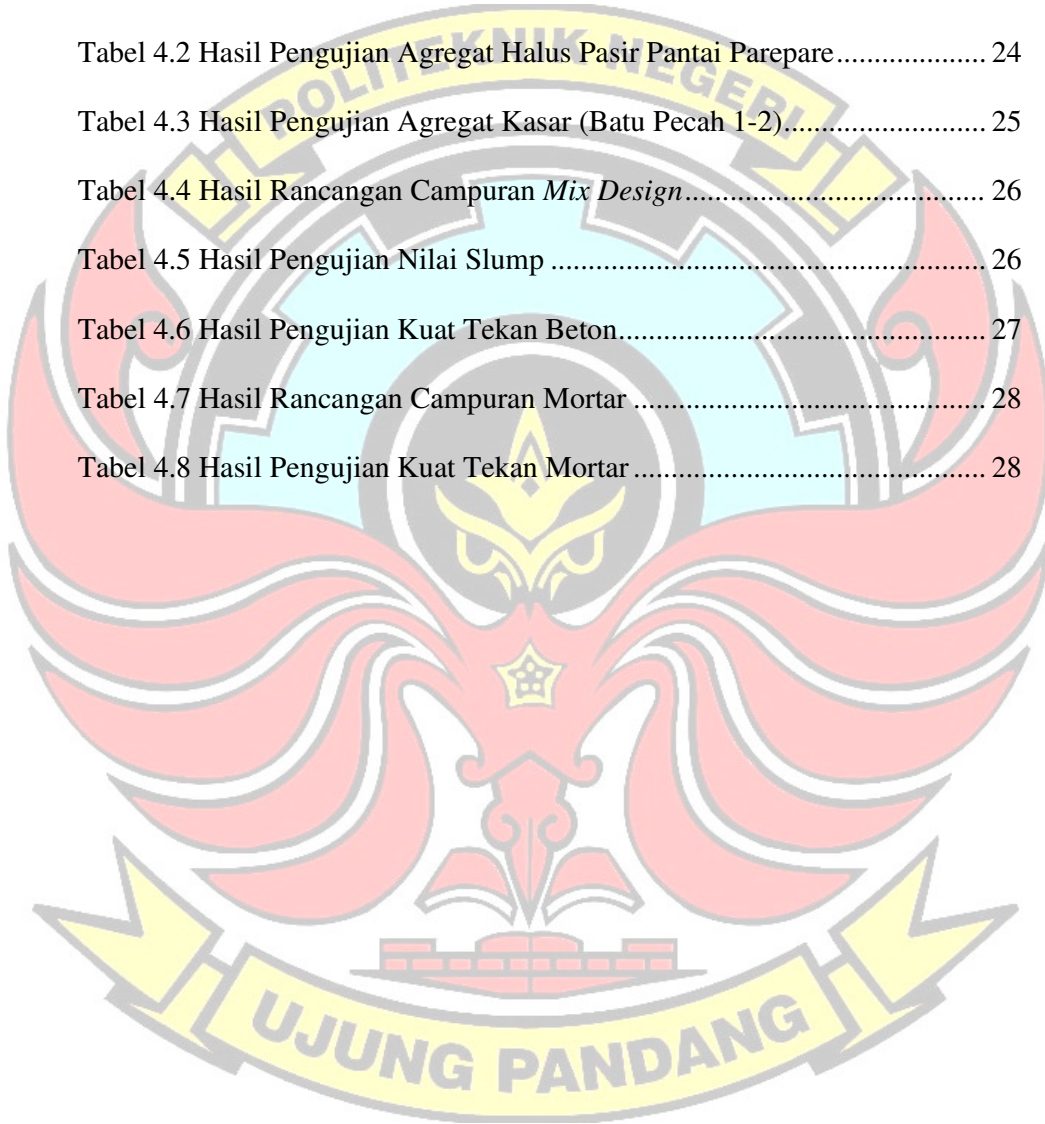 Tabel 4.2 Hasil Pengujian Agregat Halus Pasir Pantai Parepare................... 24
Tabel 4.3 Hasil Pengujian Agregat Kasar (Batu Pecah 1-2).......................... 25
Tabel 4.4 Hasil Rancangan Campuran Mix Design...................................... 26
Tabel 4.5 Hasil Pengujian Nilai Slump ....................................................... 26
Tabel 4.6 Hasil Pengujian Kuat Tekan Beton............................................... 27
Tabel 4.7 Hasil Rancangan Campuran Mortar ............................................. 28
Tabel 4.8 Hasil Pengujian Kuat Tekan Mortar ............................................. 28
POLITEKNIK NEGERI
UJUNG PANDANG